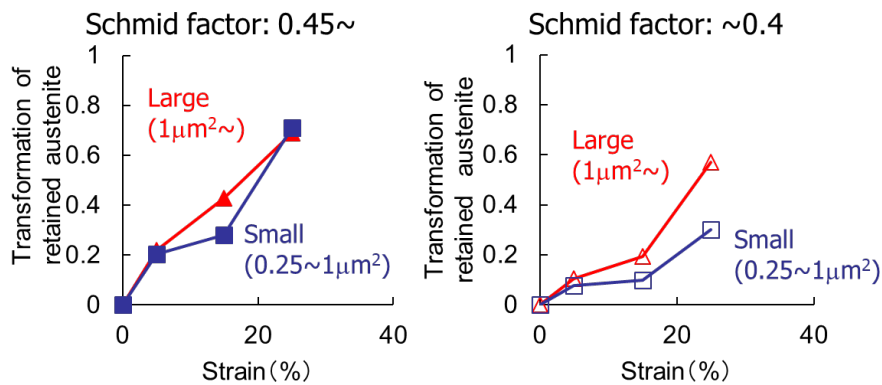 Schmid factor: 0.45~
Transformation of
retained austenite
1
0.8
0.6
0.4
0.2
0
Large
(1μm²~)
Small
(0.25~1μm²)
0
20
40
Strain(%)
Schmid factor: ~0.4
Transformation of
retained austenite
1
0.8
0.6
0.4
0.2
0
Large
(1μm²~)
Small
(0.25~1μm²)
0
20
40
Strain(%)